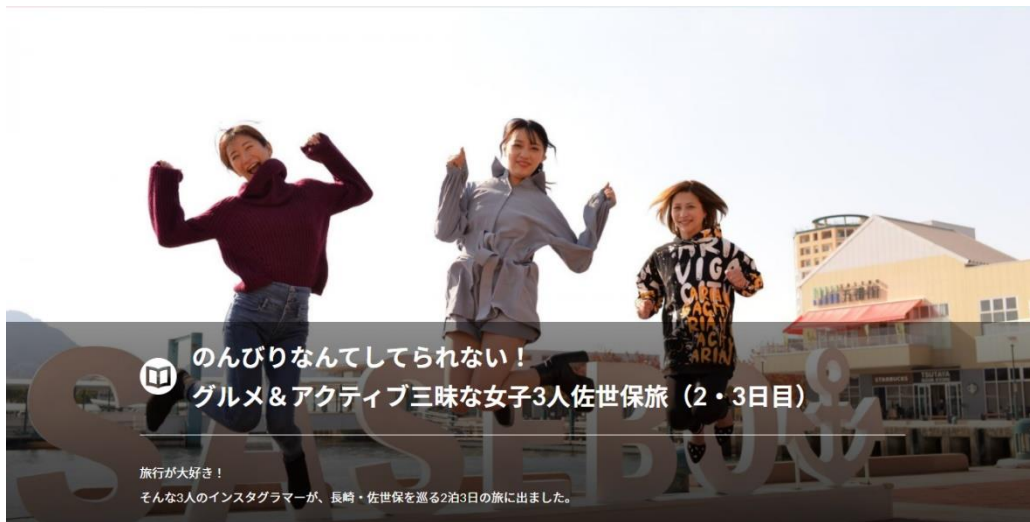 VIGA
のんびりなんてしてられない！
グルメ＆アクティブ三昧な女子3人佐世保旅（2・3日目）
STARBUCKS
TSUTAYA
SASEBO
旅行が大好き！
そんな3人のインスタグラマーが、長崎・佐世保を巡る2泊3日の旅に出ました。